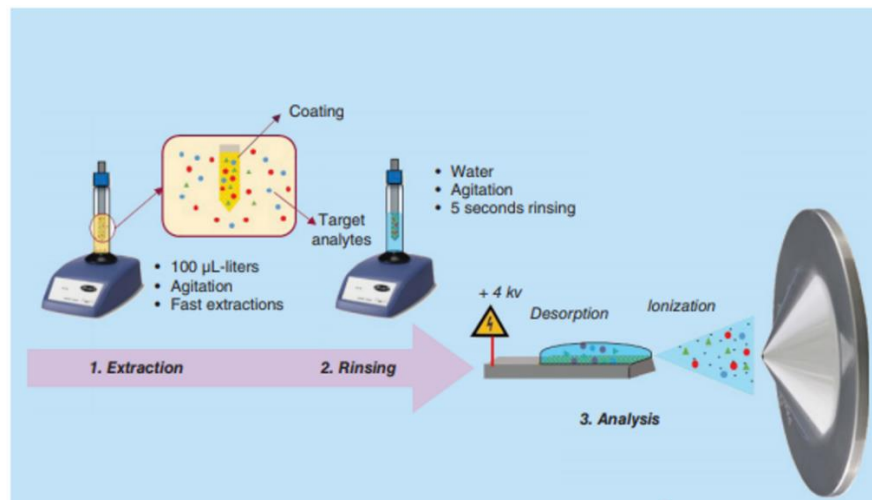 Coating
Target
analytes
• 100 µL-liters
• Agitation
• Fast extractions
• Water
• Agitation
• 5 seconds rinsing
+ 4 kv
Desorption
Ionization
1. Extraction
2. Rinsing
3. Analysis